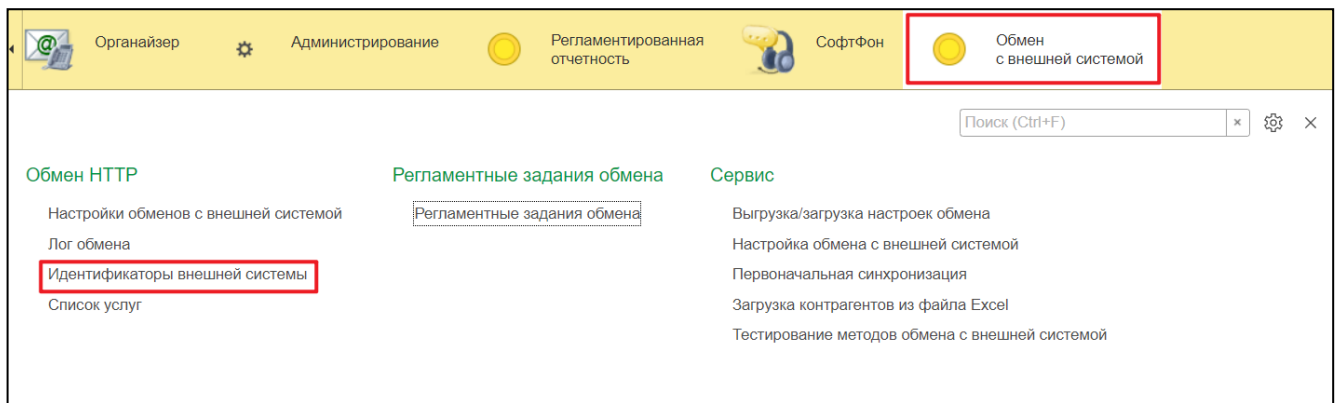 Органайзер
Администрирование
Регламентированная
отчетность
СофтФон
Обмен
с внешней системой
Поиск (Ctrl+F)
Обмен HTTP
Настройки обменов с внешней системой
Лог обмена
Идентификаторы внешней системы
Список услуг
Регламентные задания обмена
Регламентные задания обмена
Сервис
Выгрузка/загрузка настроек обмена
Настройка обмена с внешней системой
Первоначальная синхронизация
Загрузка контрагентов из файла Excel
Тестирование методов обмена с внешней системой